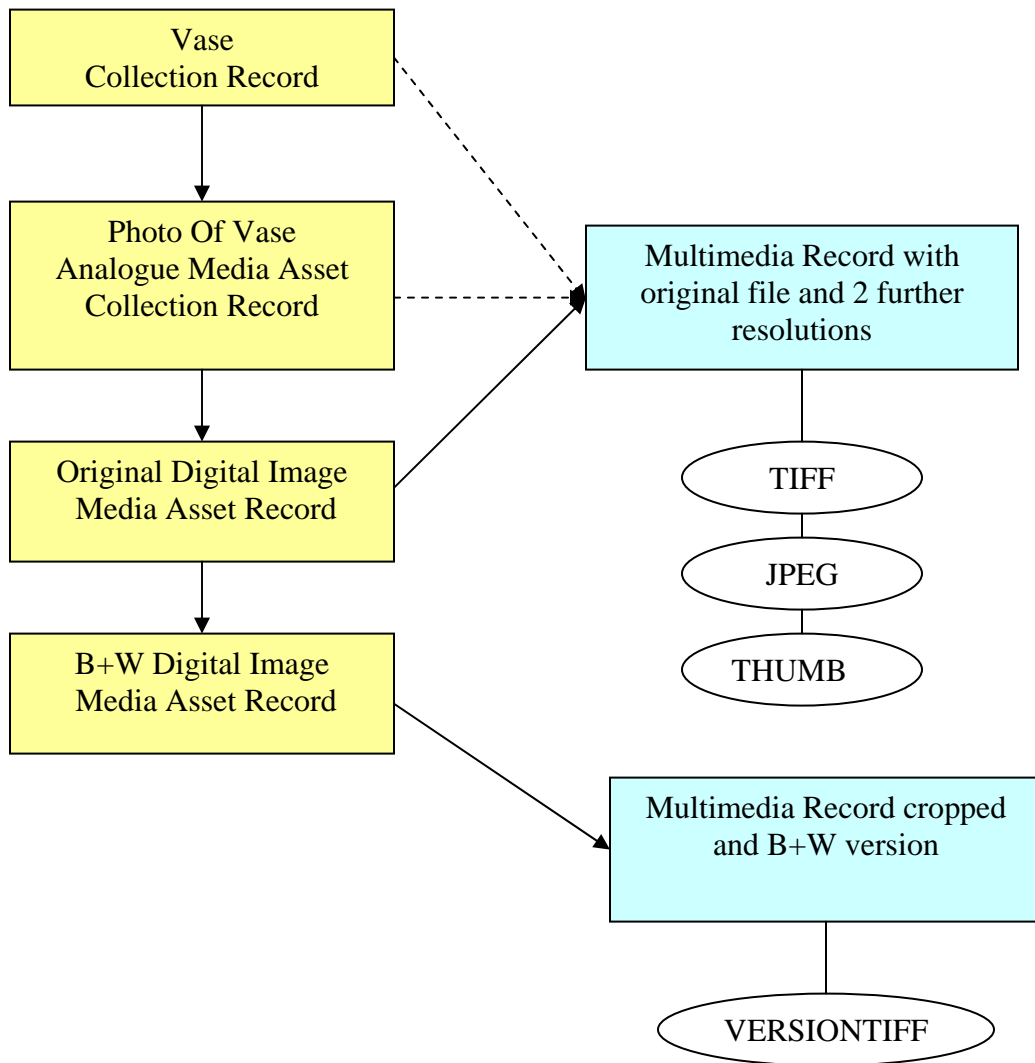 Vase
Collection Record
Photo Of Vase
Analogue Media Asset
Collection Record
Multimedia Record with
original file and 2 further
resolutions
Original Digital Image
Media Asset Record
TIFF
JPEG
THUMB
B+W Digital Image
Media Asset Record
Multimedia Record cropped
and B+W version
VERSIONTIFF